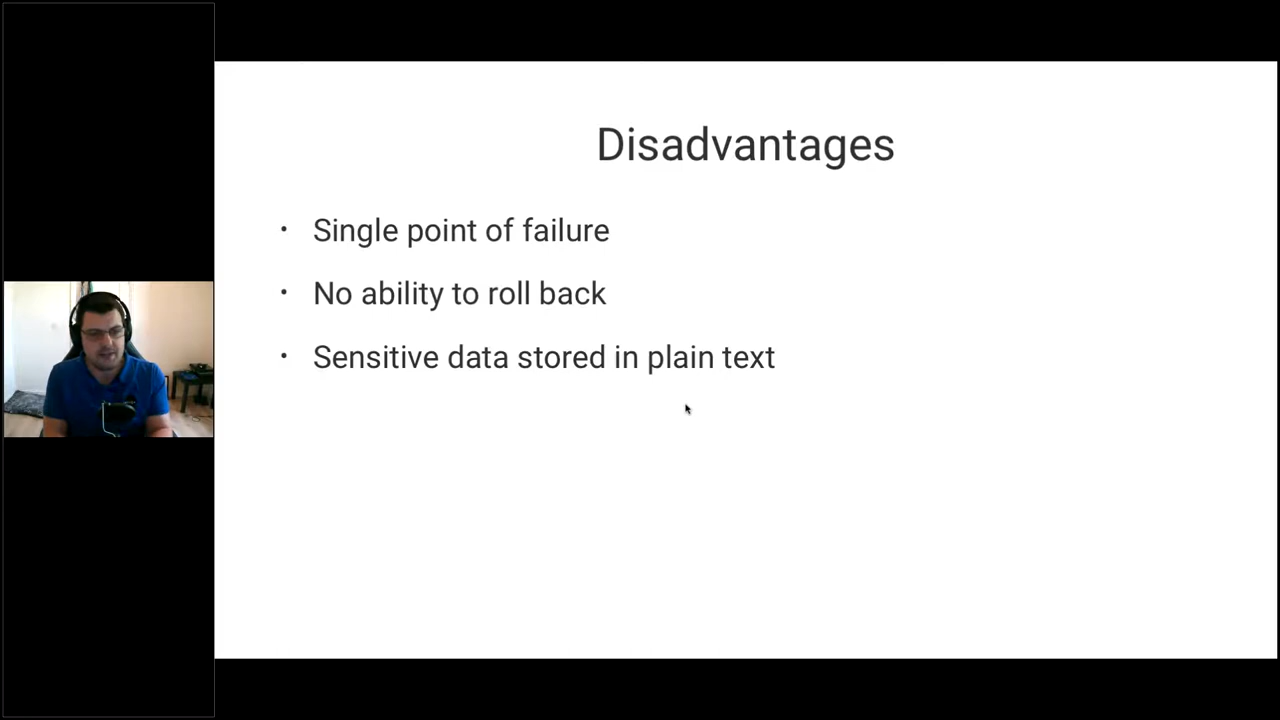 Disadvantages
• Single point of failure
• No ability to roll back
• Sensitive data stored in plain text